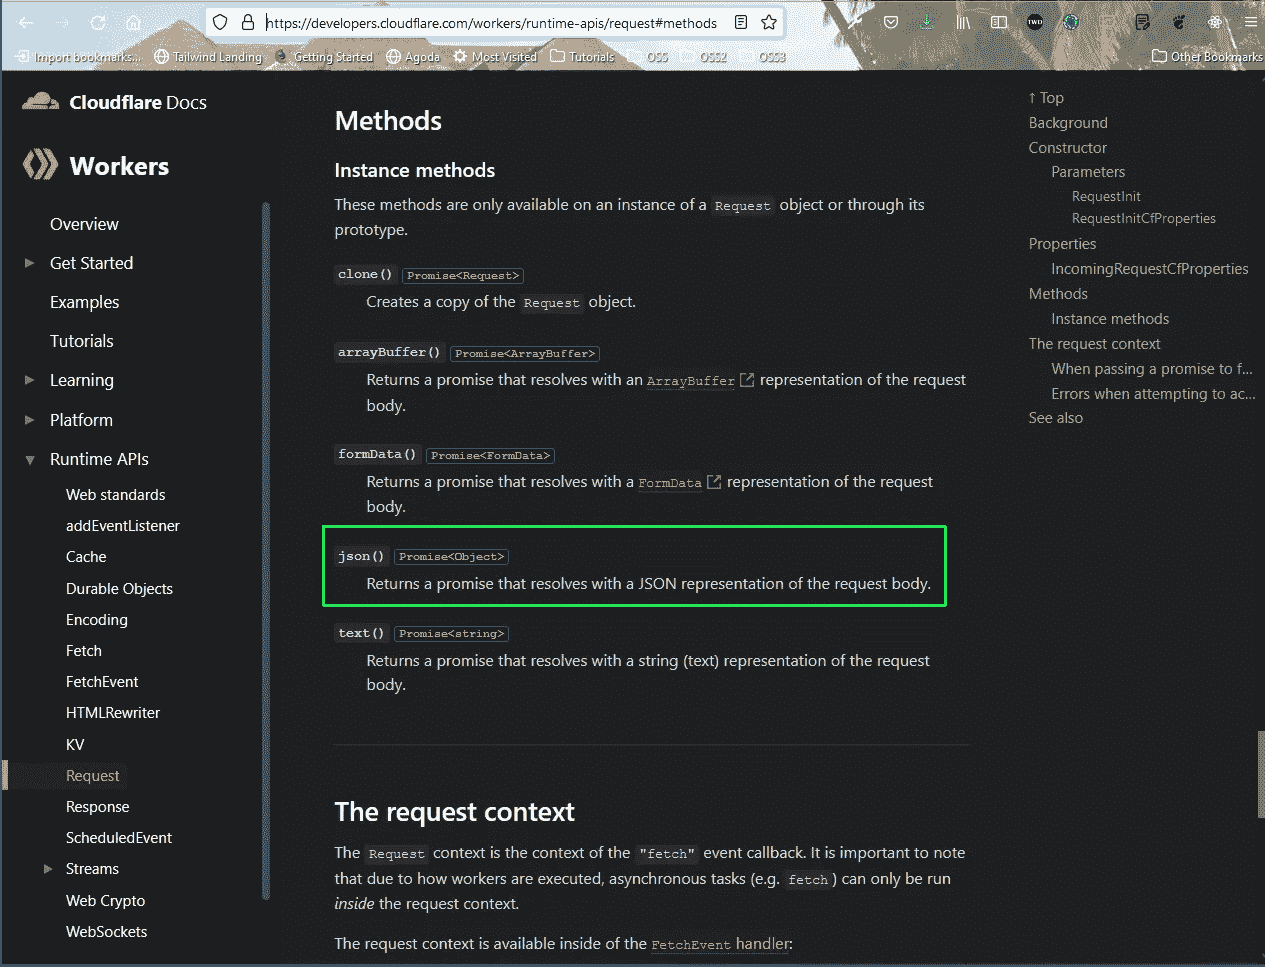 https://developers.cloudflare.com/workers/runtime-apis/request#methods
TWD
Import bookmarks... Tailwind Landing Getting Started Agoda Most Visited Tutorials OSS OSS2 OSS3 Other Bookmarks
Cloudflare Docs
Workers
Overview
Get Started
Examples
Tutorials
Learning
Platform
Runtime APIs
Web standards
addEventListener
Cache
Durable Objects
Encoding
Fetch
FetchEvent
HTMLRewriter
KV
Request
Response
ScheduledEvent
Streams
Web Crypto
WebSockets
Methods
Instance methods
These methods are only available on an instance of a Request object or through its
prototype.
clone() Promise<Request>
Creates a copy of the Request object.
arrayBuffer() Promise<ArrayBuffer>
Returns a promise that resolves with an ArrayBuffer representation of the request
body.
formData() Promise<FormData>
Returns a promise that resolves with a FormData representation of the request
body.
json() Promise<Object>
Returns a promise that resolves with a JSON representation of the request body.
text() Promise<string>
Returns a promise that resolves with a string (text) representation of the request
body.
The request context
The Request context is the context of the "fetch" event callback. It is important to note
that due to how workers are executed, asynchronous tasks (e.g. fetch ) can only be run
inside the request context.
The request context is available inside of the FetchEvent handler:
↑ Top
Background
Constructor
Parameters
RequestInit
RequestInitCfProperties
Properties
IncomingRequestCfProperties
Methods
Instance methods
The request context
When passing a promise to f...
Errors when attempting to ac...
See also